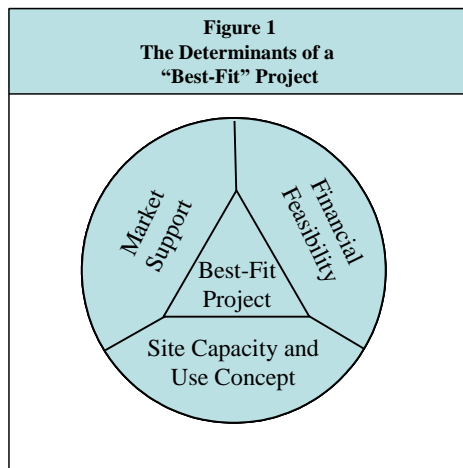 Figure 1
The Determinants of a
“Best-Fit” Project
Market
Support
Financial
Feasibility
Best-Fit
Project
Site Capacity and
Use Concept